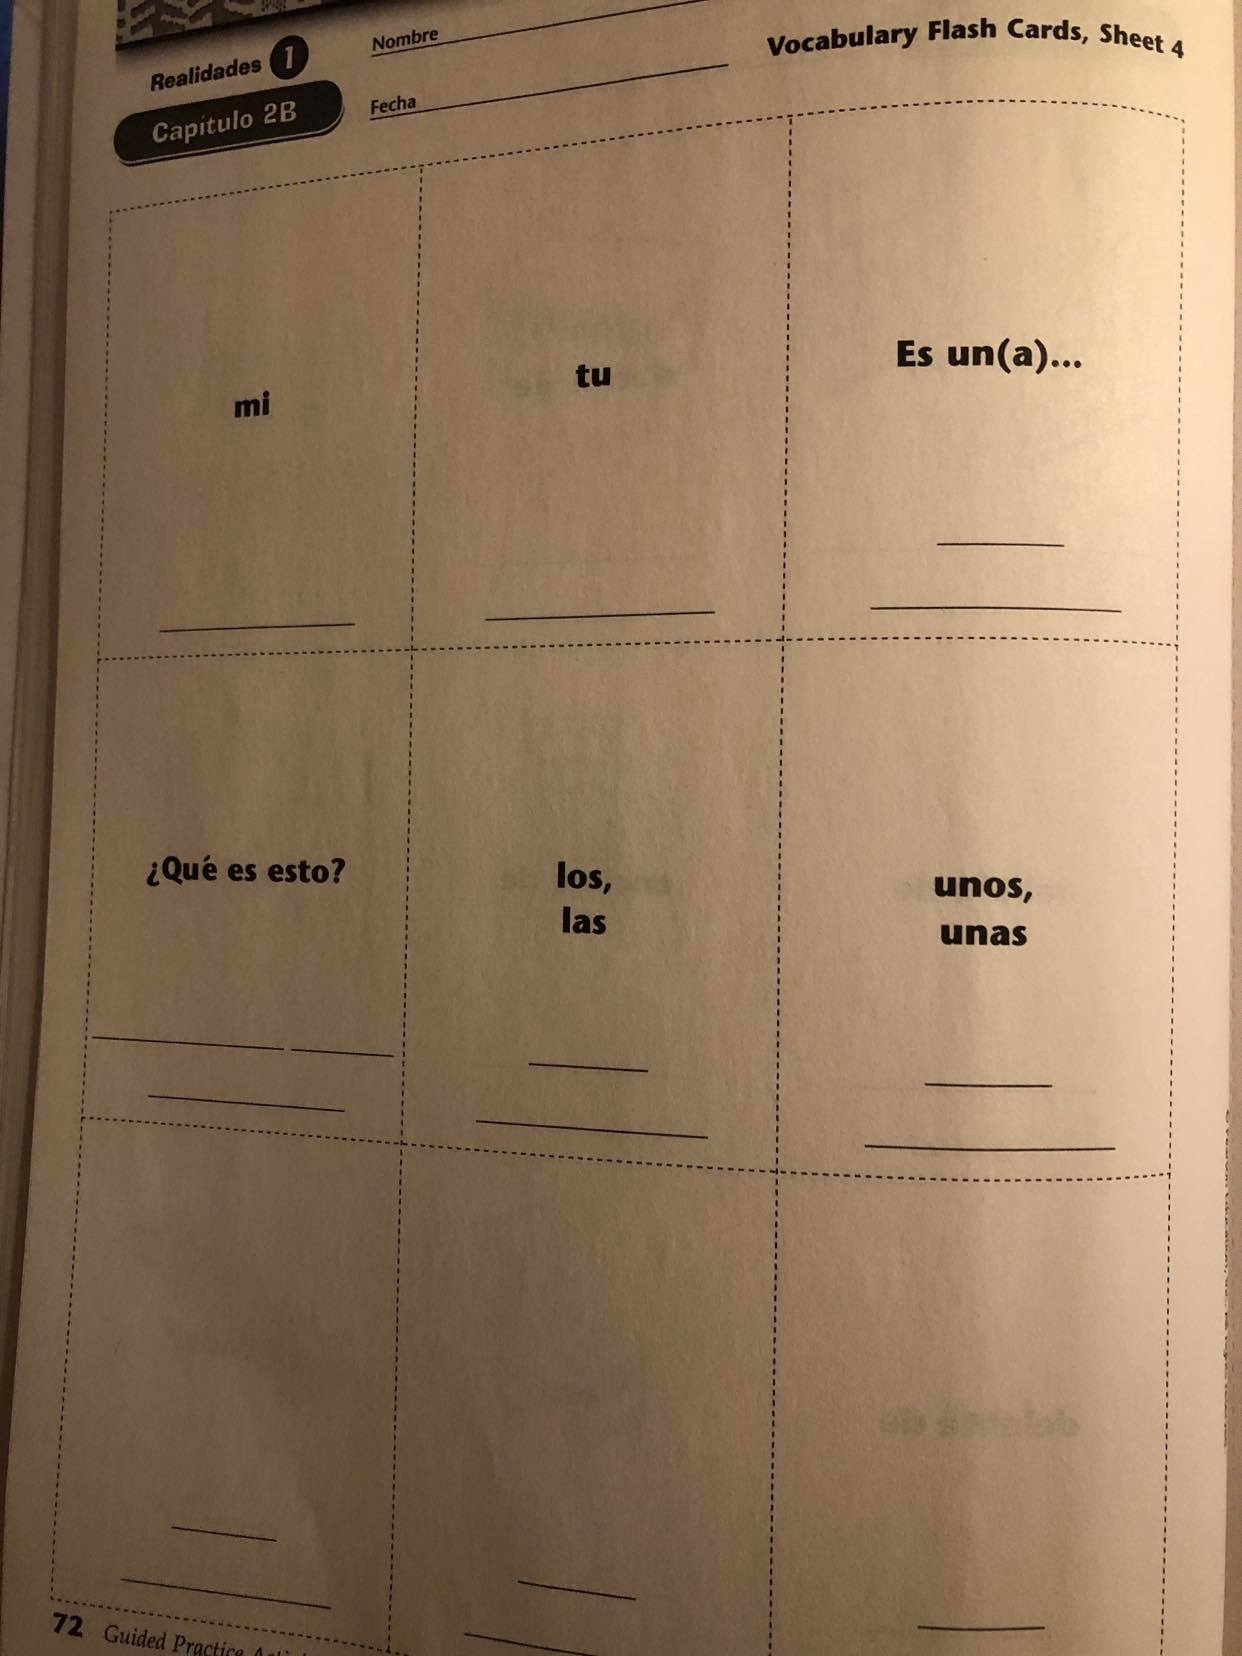 Realidades 1
Nombre
Vocabulary Flash Cards, Sheet 4
Capítulo 2B
Fecha
mi
tu
Es un(a)...
¿Qué es esto?
los,
las
unos,
unas
72 Guided Practice